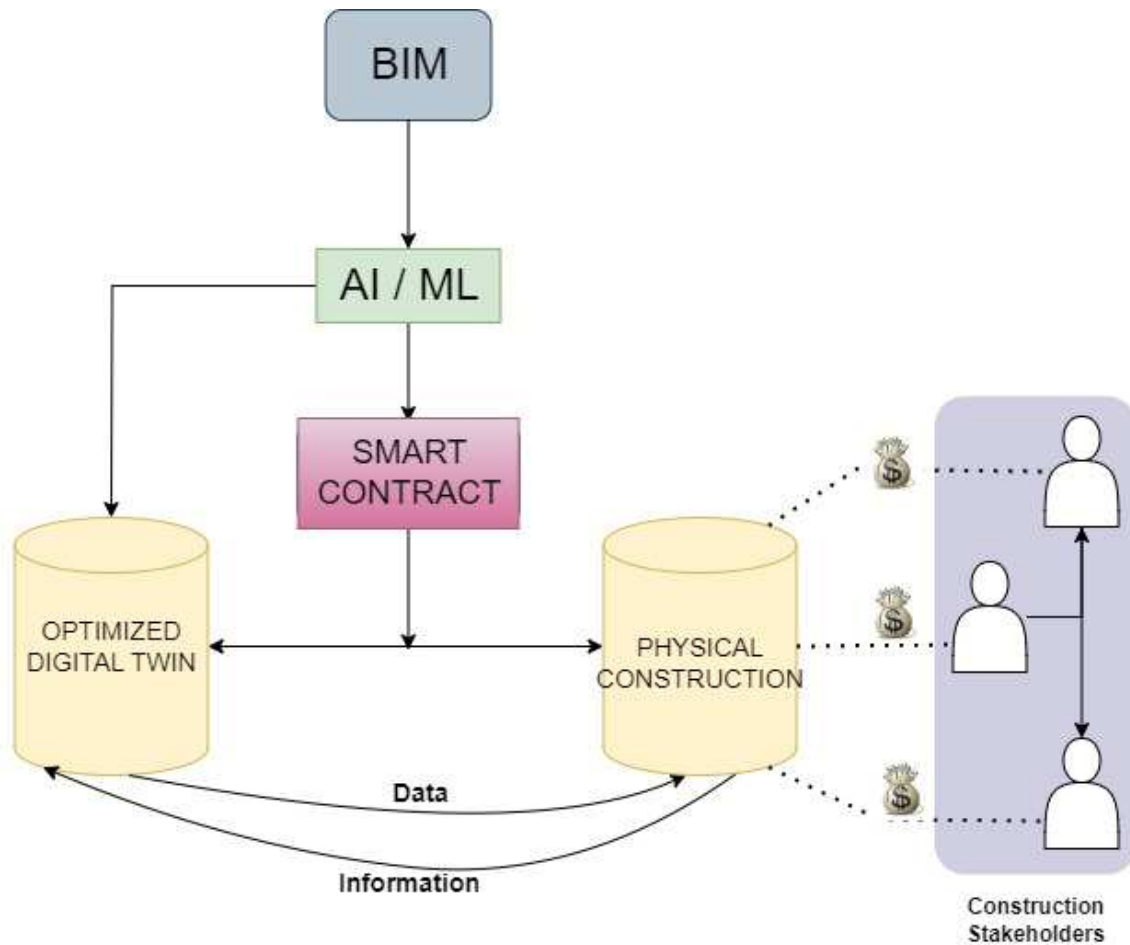 BIM
AI / ML
SMART
CONTRACT
OPTIMIZED
DIGITAL TWIN
PHYSICAL
CONSTRUCTION
Data
Information
$
$
$
Construction
Stakeholders